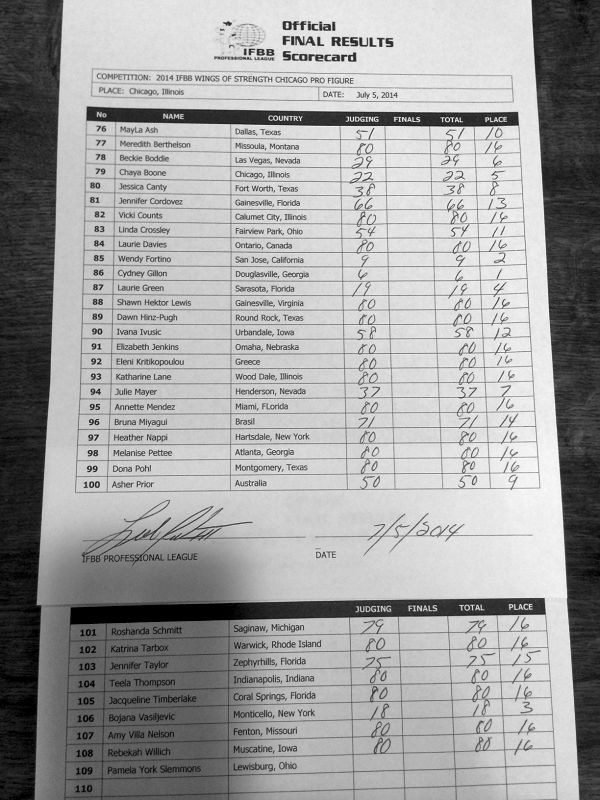 IFBB
PROFESSIONAL LEAGUE
Official
FINAL RESULTS
Scorecard
COMPETITION: 2014 IFBB WINGS OF STRENGTH CHICAGO PRO FIGURE
PLACE: Chicago, Illinois DATE: July 5, 2014
No NAME COUNTRY JUDGING FINALS TOTAL PLACE
76 MayLa Ash Dallas, Texas 51 51 10
77 Meredith Berthelson Missoula, Montana 80 80 16
78 Beckie Boddie Las Vegas, Nevada 29 29 6
79 Chaya Boone Chicago, Illinois 22 22 5
80 Jessica Canty Fort Worth, Texas 38 38 8
81 Jennifer Cordovez Gainesville, Florida 66 66 13
82 Vicki Counts Calumet City, Illinois 80 80 16
83 Linda Crossley Fairview Park, Ohio 54 54 11
84 Laurie Davies Ontario, Canada 80 80 16
85 Wendy Fortino San Jose, California 9 9 2
86 Cydney Gillon Douglasville, Georgia 6 6 1
87 Laurie Green Sarasota, Florida 19 19 4
88 Shawn Hektor Lewis Gainesville, Virginia 80 80 16
89 Dawn Hinz-Pugh Round Rock, Texas 80 80 16
90 Ivana Ivusic Urbandale, Iowa 58 58 12
91 Elizabeth Jenkins Omaha, Nebraska 80 80 16
92 Eleni Kritikopoulou Greece 80 80 16
93 Katharine Lane Wood Dale, Illinois 80 80 16
94 Julie Mayer Henderson, Nevada 37 37 7
95 Annette Mendez Miami, FLorida 80 80 16
96 Bruna Miyagui Brasil 71 71 14
97 Heather Nappi Hartsdale, New York 80 80 16
98 Melanise Pettee Atlanta, Georgia 80 80 16
99 Dona Pohl Montgomery, Texas 80 80 16
100 Asher Prior Australia 50 50 9
7/5/2014
IFBB PROFESSIONAL LEAGUE DATE
JUDGING FINALS TOTAL PLACE
101 Roshanda Schmitt Saginaw, Michigan 79 79 16
102 Katrina Tarbox Warwick, Rhode Island 80 80 16
103 Jennifer Taylor Zephyrhills, Florida 75 75 15
104 Teela Thompson Indianapolis, Indiana 80 80 16
105 Jacqueline Timberlake Coral Springs, Florida 80 80 16
106 Bojana Vasiljevic Monticello, New York 18 18 3
107 Amy Villa Nelson Fenton, Missouri 80 80 16
108 Rebekah Willich Muscatine, Iowa 80 80 16
109 Pamela York Slemmons Lewisburg, Ohio
110